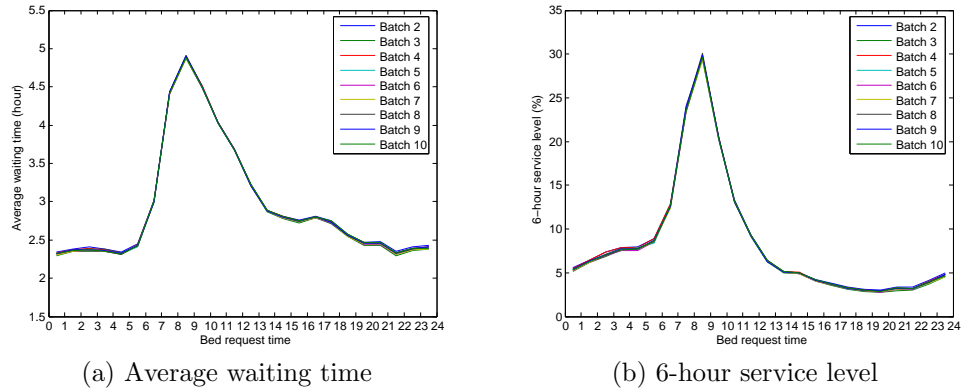 5.5
5
4.5
4
3.5
3
2.5
2
1.5
Average waiting time (hour)
0 1 2 3 4 5 6 7 8 9 10 11 12 13 14 15 16 17 18 19 20 21 22 23 24
Bed request time
Batch 2
Batch 3
Batch 4
Batch 5
Batch 6
Batch 7
Batch 8
Batch 9
Batch 10
(a) Average waiting time
35
30
25
20
15
10
5
0
6−hour service level (%)
0 1 2 3 4 5 6 7 8 9 10 11 12 13 14 15 16 17 18 19 20 21 22 23 24
Bed request time
Batch 2
Batch 3
Batch 4
Batch 5
Batch 6
Batch 7
Batch 8
Batch 9
Batch 10
(b) 6-hour service level